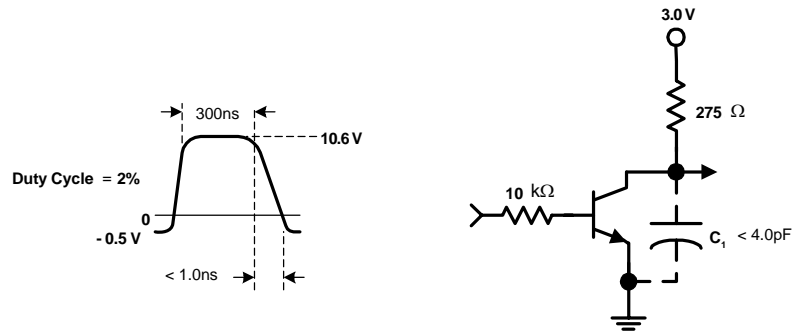 300ns
10.6 V
Duty Cycle = 2%
0
- 0.5 V
< 1.0ns
3.0 V
275 Ω
10 kΩ
C₁ < 4.0pF